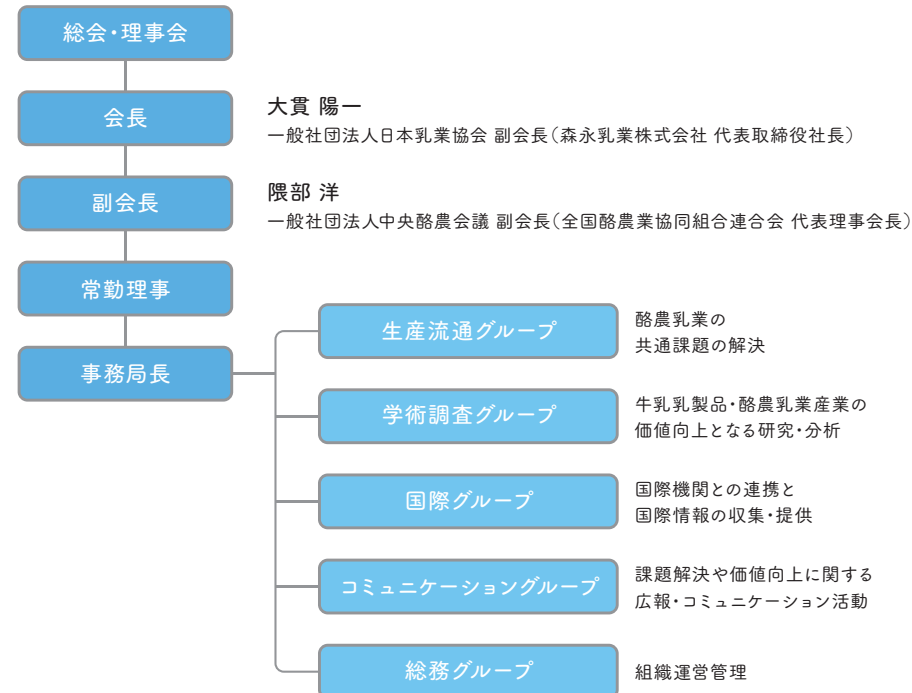 総会・理事会
会長
大貫 陽一
一般社団法人日本乳業協会 副会長（森永乳業株式会社 代表取締役社長）
副会長
隈部 洋
一般社団法人中央酪農会議 副会長（全国酪農業協同組合連合会 代表理事会長）
常勤理事
事務局長
生産流通グループ
酪農乳業の
共通課題の解決
学術調査グループ
牛乳乳製品・酪農乳業産業の
価値向上となる研究・分析
国際グループ
国際機関との連携と
国際情報の収集・提供
コミュニケーショングループ
課題解決や価値向上に関する
広報・コミュニケーション活動
総務グループ
組織運営管理